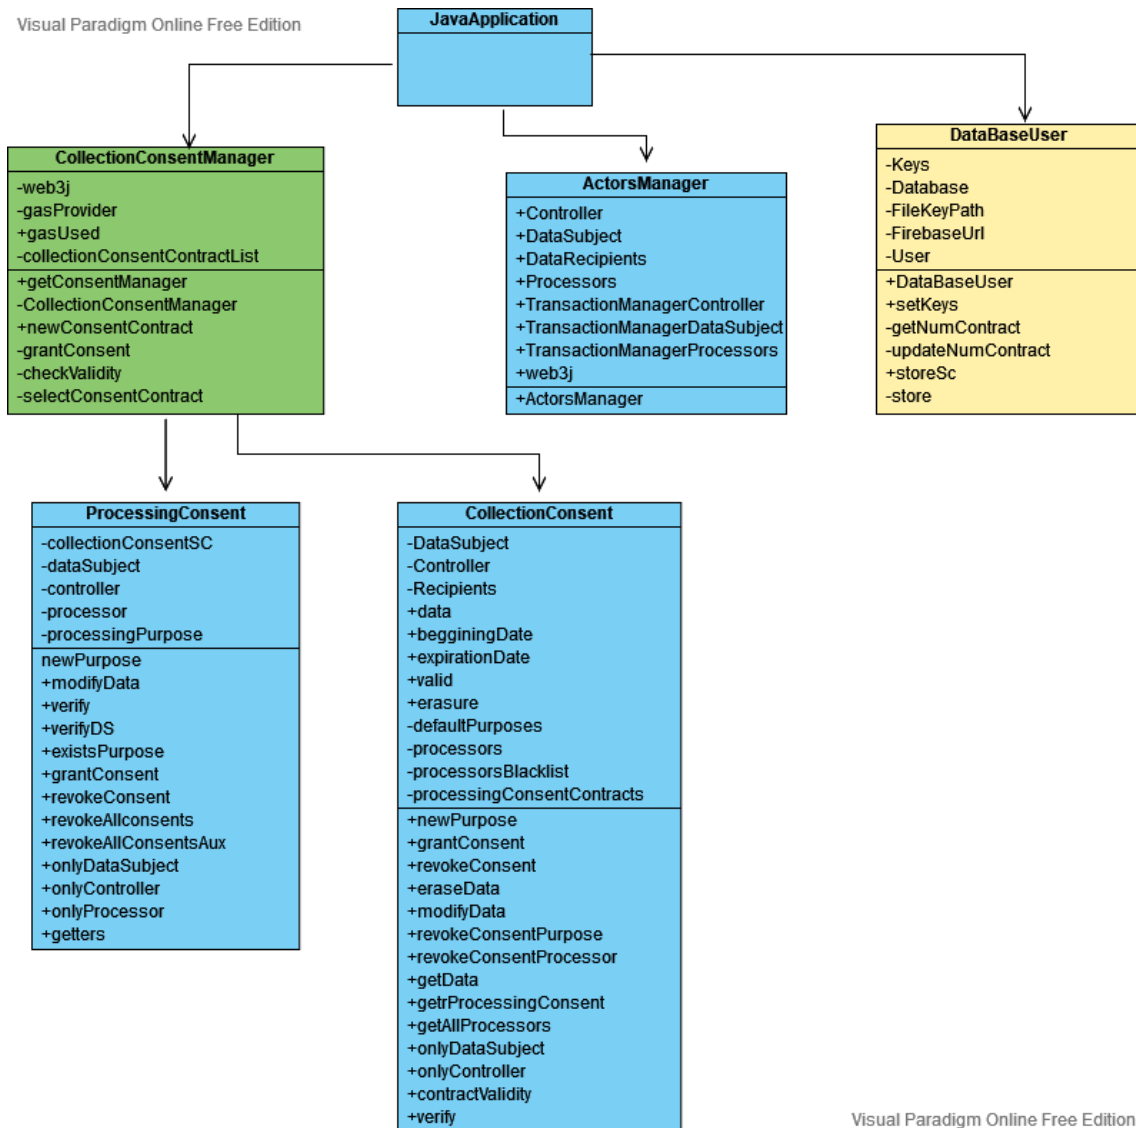 Visual Paradigm Online Free Edition
JavaApplication
CollectionConsentManager
-web3j
-gasProvider
+gasUsed
-collectionConsentContractList
+getConsentManager
-CollectionConsentManager
+newConsentContract
-grantConsent
-checkValidity
-selectConsentContract
ActorsManager
+Controller
+DataSubject
+DataRecipients
+Processors
+TransactionManagerController
+TransactionManagerDataSubject
+TransactionManagerProcessors
+web3j
+ActorsManager
DataBaseUser
-Keys
-Database
-FileKeyPath
-FirebaseUrl
-User
+DataBaseUser
+setKeys
-getNumContract
-updateNumContract
+storeSc
-store
ProcessingConsent
-collectionConsentSC
-dataSubject
-controller
-processor
-processingPurpose
newPurpose
+modifyData
+verify
+verifyDS
+existsPurpose
+grantConsent
+revokeConsent
+revokeAllconsents
+revokeAllConsentsAux
+onlyDataSubject
+onlyController
+onlyProcessor
+getters
CollectionConsent
-DataSubject
-Controller
-Recipients
+data
+beggliningDate
+expirationDate
+valid
+erasure
-defaultPurposes
-processors
-processorsBlacklist
-processingConsentContracts
+newPurpose
+grantConsent
+revokeConsent
+eraseData
+modifyData
+revokeConsentPurpose
+revokeConsentProcessor
+getData
+getrProcessingConsent
+getAllProcessors
+onlyDataSubject
+onlyController
+contractValidity
+verify
Visual Paradigm Online Free Edition